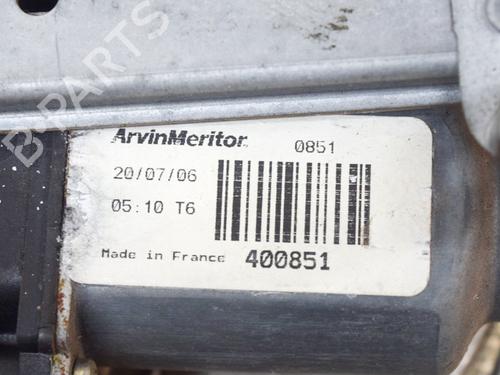 B PARTS
ArvinMeritor 0851
20/07/06
05:10 T6
Made in France 400851